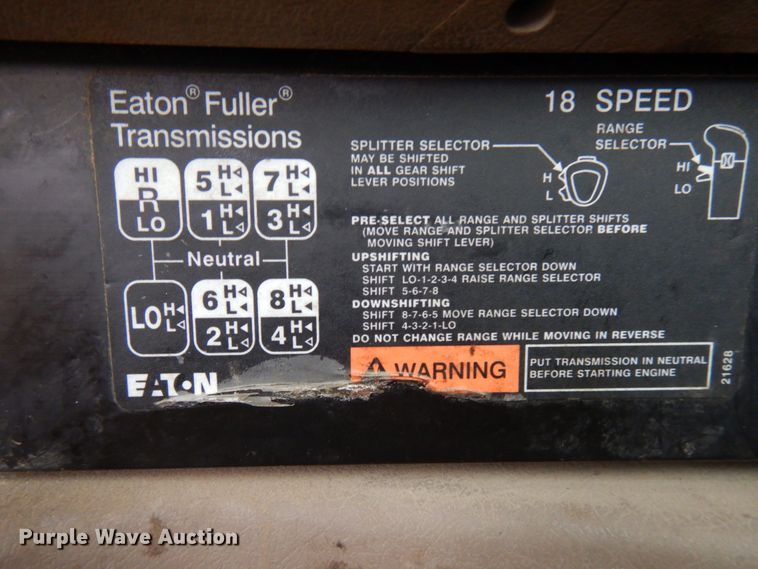 Eaton® Fuller®
Transmissions
18 SPEED
RANGE
SELECTOR
HI
LO
SPLITTER SELECTOR
MAY BE SHIFTED
IN ALL GEAR SHIFT
LEVER POSITIONS
H
L
HI
R
LO
5 H
L
1 H
L
7 H
L
3 H
L
Neutral
LO H
L
6 H
L
2 H
L
8 H
L
4 H
L
PRE-SELECT ALL RANGE AND SPLITTER SHIFTS
(MOVE RANGE AND SPLITTER SELECTOR BEFORE
MOVING SHIFT LEVER)
UPSHIFTING
START WITH RANGE SELECTOR DOWN
SHIFT LO-1-2-3-4 RAISE RANGE SELECTOR
SHIFT 5-6-7-8
DOWNSHIFTING
SHIFT 8-7-6-5 MOVE RANGE SELECTOR DOWN
SHIFT 4-3-2-1-LO
DO NOT CHANGE RANGE WHILE MOVING IN REVERSE
WARNING
PUT TRANSMISSION IN NEUTRAL
BEFORE STARTING ENGINE
21628
EATON
Purple Wave Auction